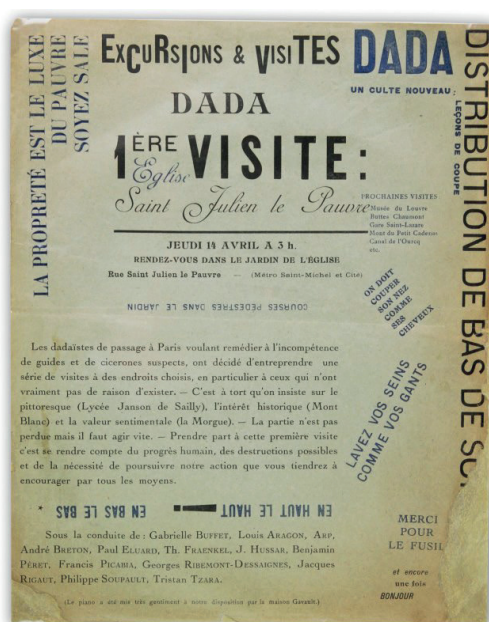 LA PROPRETÉ EST LE LUXE
DU PAUVRE
SOYEZ SALE
EXCURSIONS & VISITES
DADA
1ÈRE VISITE :
Église
Saint Julien le Pauvre
JEUDI 14 AVRIL A 3 h.
RENDEZ-VOUS DANS LE JARDIN DE L'ÉGLISE
Rue Saint Julien le Pauvre — (Métro Saint-Michel et Cité)
COURSES PEDESTRES DANS LE JARDIN
DADA
UN CULTE NOUVEAU :
LEÇONS DE COUPE
DISTRIBUTION DE BAS DE SO
PROCHAINES VISITES
Musée du Louvre
Buttes Chaumont
Gare Saint-Lazare
Mont du Petit Cadenas
Canal de l'Ourcq
etc.
ON DOIT
COUPER
SON NEZ
COMME
SES
CHEVEUX
Les dadaïstes de passage à Paris voulant remédier à l'incompétence
de guides et de cicerones suspects, ont décidé d'entreprendre une
série de visites à des endroits choisis, en particulier à ceux qui n'ont
vraiment pas de raison d'exister. — C'est à tort qu'on insiste sur le
pittoresque (Lycée Janson de Sailly), l'intérêt historique (Mont
Blanc) et la valeur sentimentale (la Morgue). — La partie n'est pas
perdue mais il faut agir vite. — Prendre part à cette première visite
c'est se rendre compte du progrès humain, des destructions possibles
et de la nécessité de poursuivre notre action que vous tiendrez à
encourager par tous les moyens.
LAVEZ VOS SEINS
COMME VOS GANTS
EN HAUT LE HAUT
EN BAS LE BAS
Sous la conduite de : Gabrielle BUFFET, Louis ARAGON, ARP,
André BRETON, Paul ELUARD, Th. FRAENKEL, J. HUSSAR, Benjamin
PÉRET, Francis PICABIA, Georges RIBEMONT-DESSAIGNES, Jacques
RIGAUT, Philippe SOUPAULT, Tristan TZARA.
(Le piano a été mis très gentiment à notre disposition par la maison Gavault.)
MERCI
POUR
LE FUSIL
et encore
une fois
BONJOUR